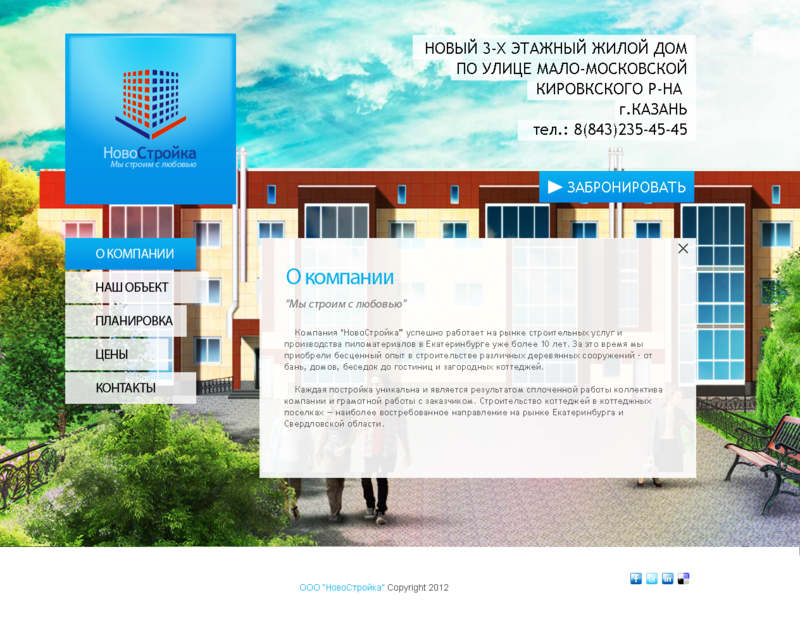 НОВЫЙ 3-Х ЭТАЖНЫЙ ЖИЛОЙ ДОМ
ПО УЛИЦЕ МАЛО-МОСКОВСКОЙ
КИРОВКСКОГО Р-НА
г.КАЗАНЬ
тел.: 8(843)235-45-45
НовоСтройка
Мы строим с любовью
ЗАБРОНИРОВАТЬ
О КОМПАНИИ
НАШ ОБЪЕКТ
ПЛАНИРОВКА
ЦЕНЫ
КОНТАКТЫ
О компании
"Мы строим с любовью"
Компания "НовоСтройка" успешно работает на рынке строительных услуг и
производства пиломатериалов в Екатеринбурге уже более 10 лет. За это время мы
приобрели бесценный опыт в строительстве различных деревянных сооружений - от
бань, домов, беседок до гостиниц и загородных коттеджей.
Каждая постройка уникальна и является результатом сплоченной работы коллектива
компании и грамотной работы с заказчиком. Строительство коттеджей в коттеджных
поселках – наиболее востребованное направление на рынке Екатеринбурга и
Свердловской области.
ООО "НовоСтройка" Copyright 2012